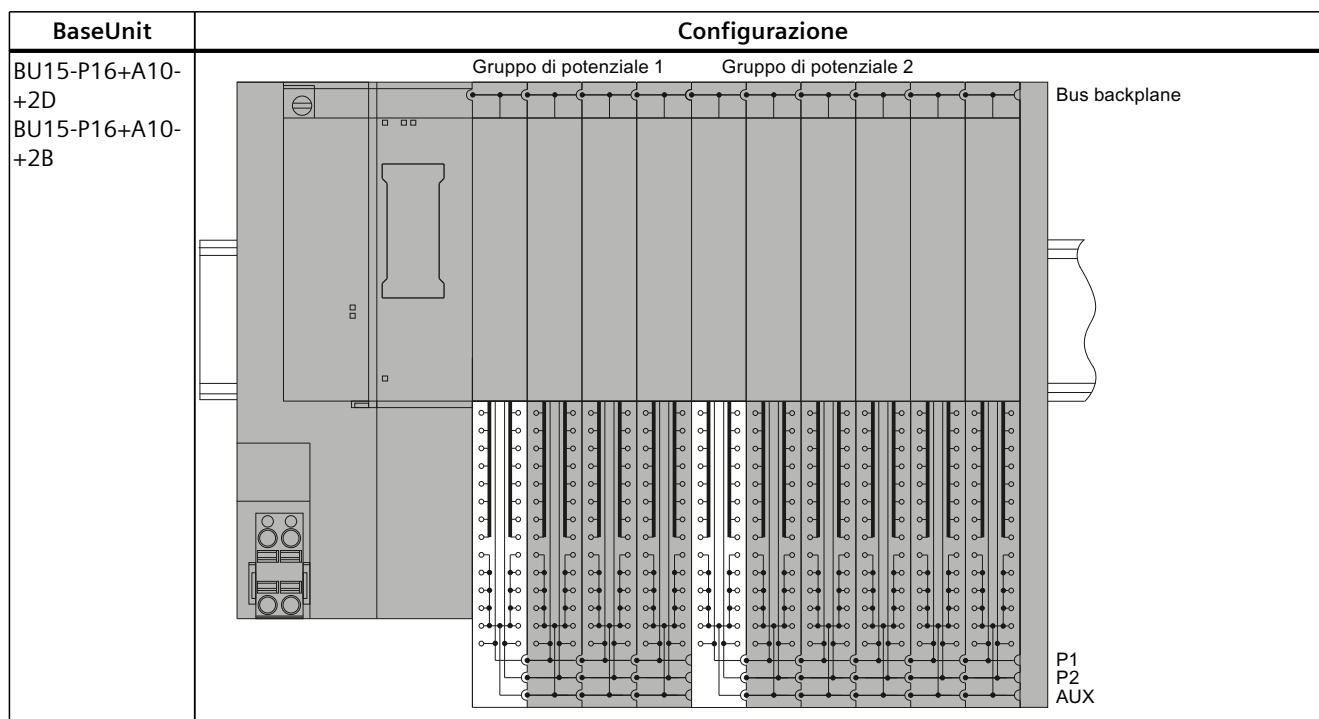 BaseUnit
Configurazione
BU15-P16+A10-
+2D
BU15-P16+A10-
+2B
Gruppo di potenziale 1
Gruppo di potenziale 2
Bus backplane
P1
P2
AUX